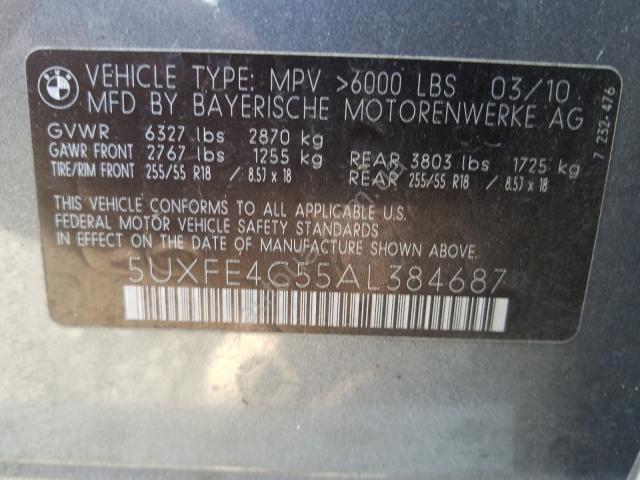 VEHICLE TYPE: MPV >6000 LBS 03/10
MFD BY BAYERISCHE MOTORENWERKE AG
GVWR 6327 lbs 2870 kg
GAWR FRONT 2767 lbs 1255 kg REAR 3803 lbs 1725 kg
TIRE/RIM FRONT 255/55 R18 / 8.5J x 18 REAR 255/55 R18 / 8.5J x 18
THIS VEHICLE CONFORMS TO ALL APPLICABLE U.S.
FEDERAL MOTOR VEHICLE SAFETY STANDARDS
IN EFFECT ON THE DATE OF MANUFACTURE SHOWN ABOVE.
5UXFE4C55AL384687
7 232-476